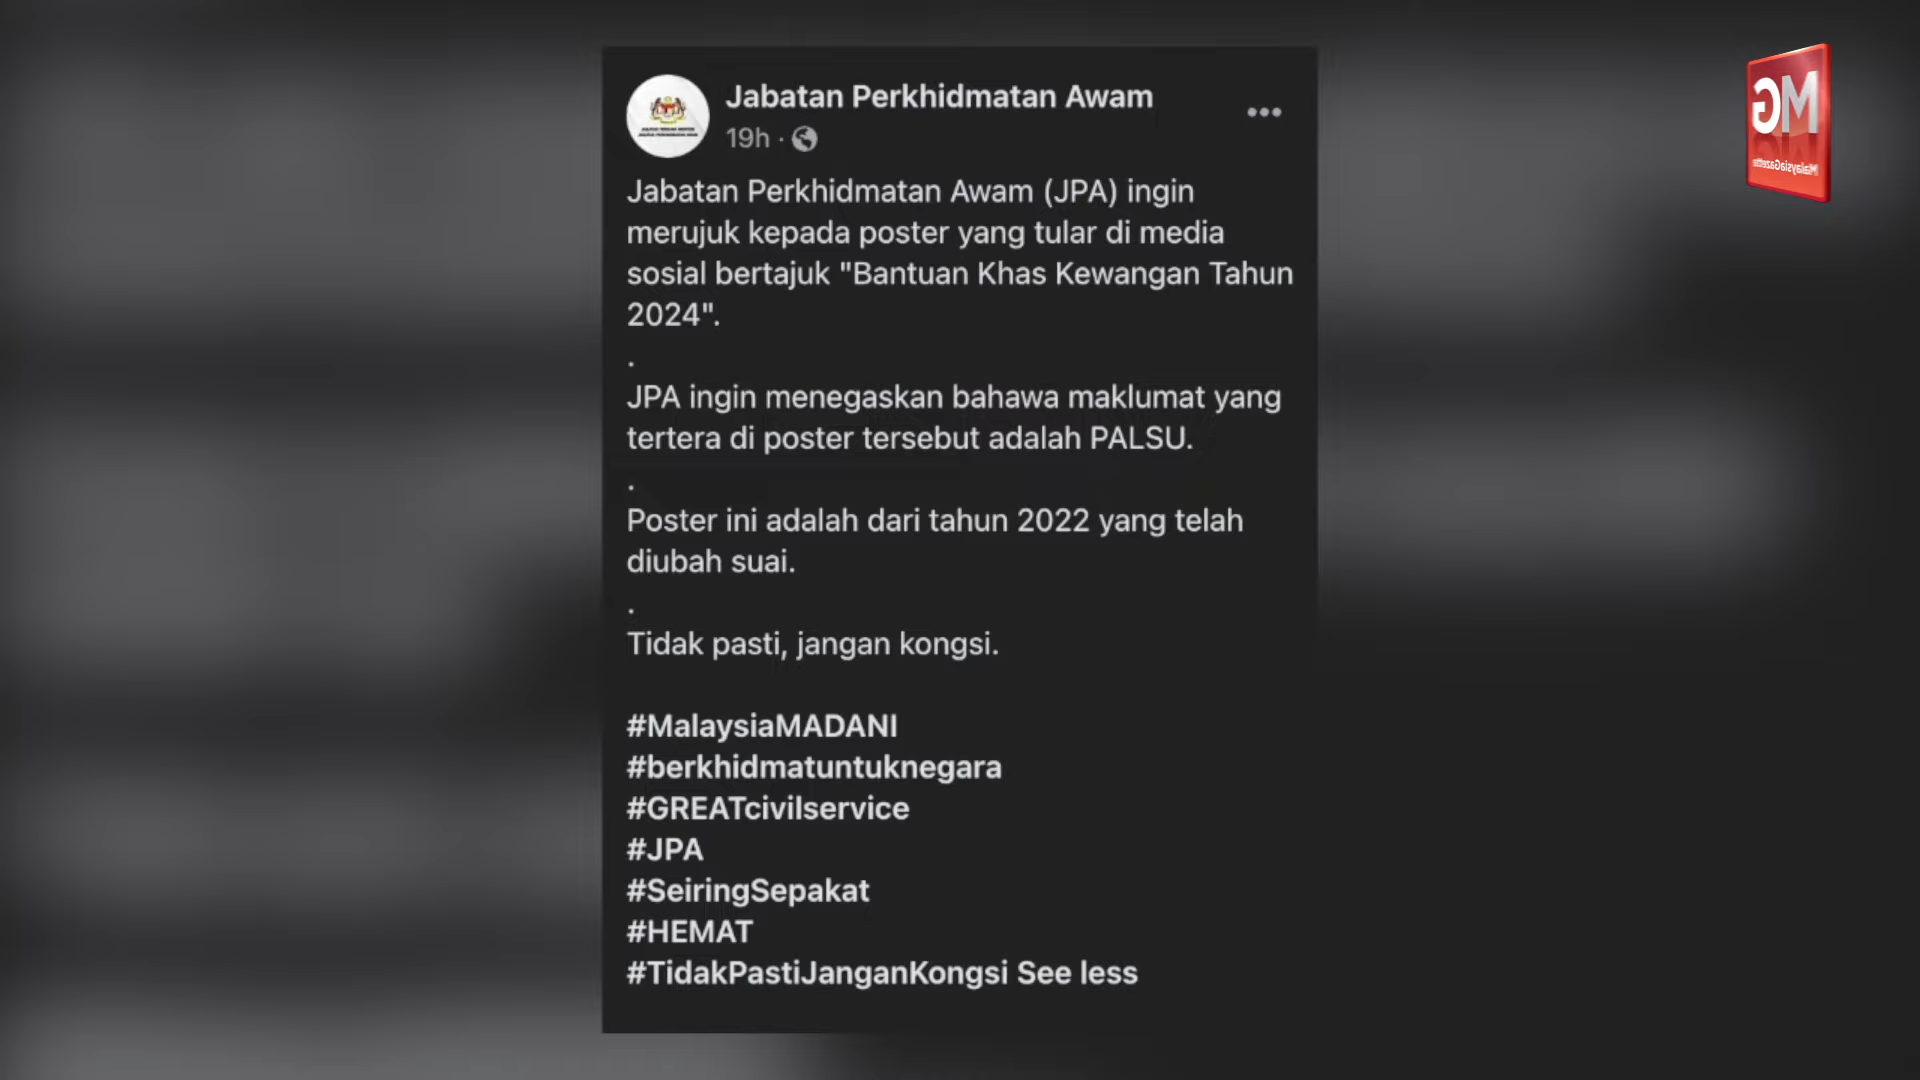 Jabatan Perkhidmatan Awam
19h ·
Jabatan Perkhidmatan Awam (JPA) ingin
merujuk kepada poster yang tular di media
sosial bertajuk "Bantuan Khas Kewangan Tahun
2024".
.
JPA ingin menegaskan bahawa maklumat yang
tertera di poster tersebut adalah PALSU.
.
Poster ini adalah dari tahun 2022 yang telah
diubah suai.
.
Tidak pasti, jangan kongsi.
#MalaysiaMADANI
#berkhidmatuntuknegara
#GREATcivilservice
#JPA
#SeiringSepakat
#HEMAT
#TidakPastiJanganKongsi See less
MG
MalaysiaGazette